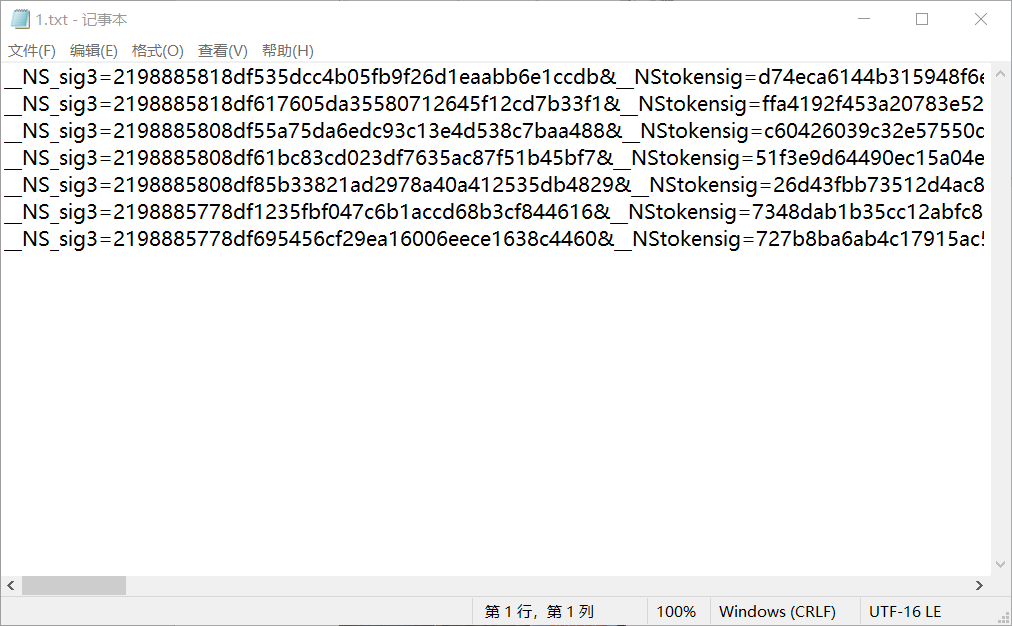 1.txt - 记事本
文件(F) 编辑(E) 格式(O) 查看(V) 帮助(H)
__NS_sig3=2198885818df535dcc4b05fb9f26d1eaabb6e1ccdb&__NStokensig=d74eca6144b315948f6e
__NS_sig3=2198885818df617605da35580712645f12cd7b33f1&__NStokensig=ffa4192f453a20783e52
__NS_sig3=2198885808df55a75da6edc93c13e4d538c7baa488&__NStokensig=c60426039c32e57550c
__NS_sig3=2198885808df61bc83cd023df7635ac87f51b45bf7&__NStokensig=51f3e9d64490ec15a04e
__NS_sig3=2198885808df85b33821ad2978a40a412535db4829&__NStokensig=26d43fbb73512d4ac8
__NS_sig3=2198885778df1235fbf047c6b1accd68b3cf844616&__NStokensig=7348dab1b35cc12abfc8
__NS_sig3=2198885778df695456cf29ea16006eece1638c4460&__NStokensig=727b8ba6ab4c17915ac5
第 1 行，第 1 列 100% Windows (CRLF) UTF-16 LE